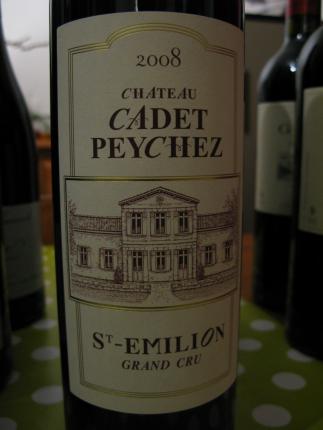 2008
CHATEAU
CADET
PEYCHEZ
ST-EMILION
GRAND CRU
G